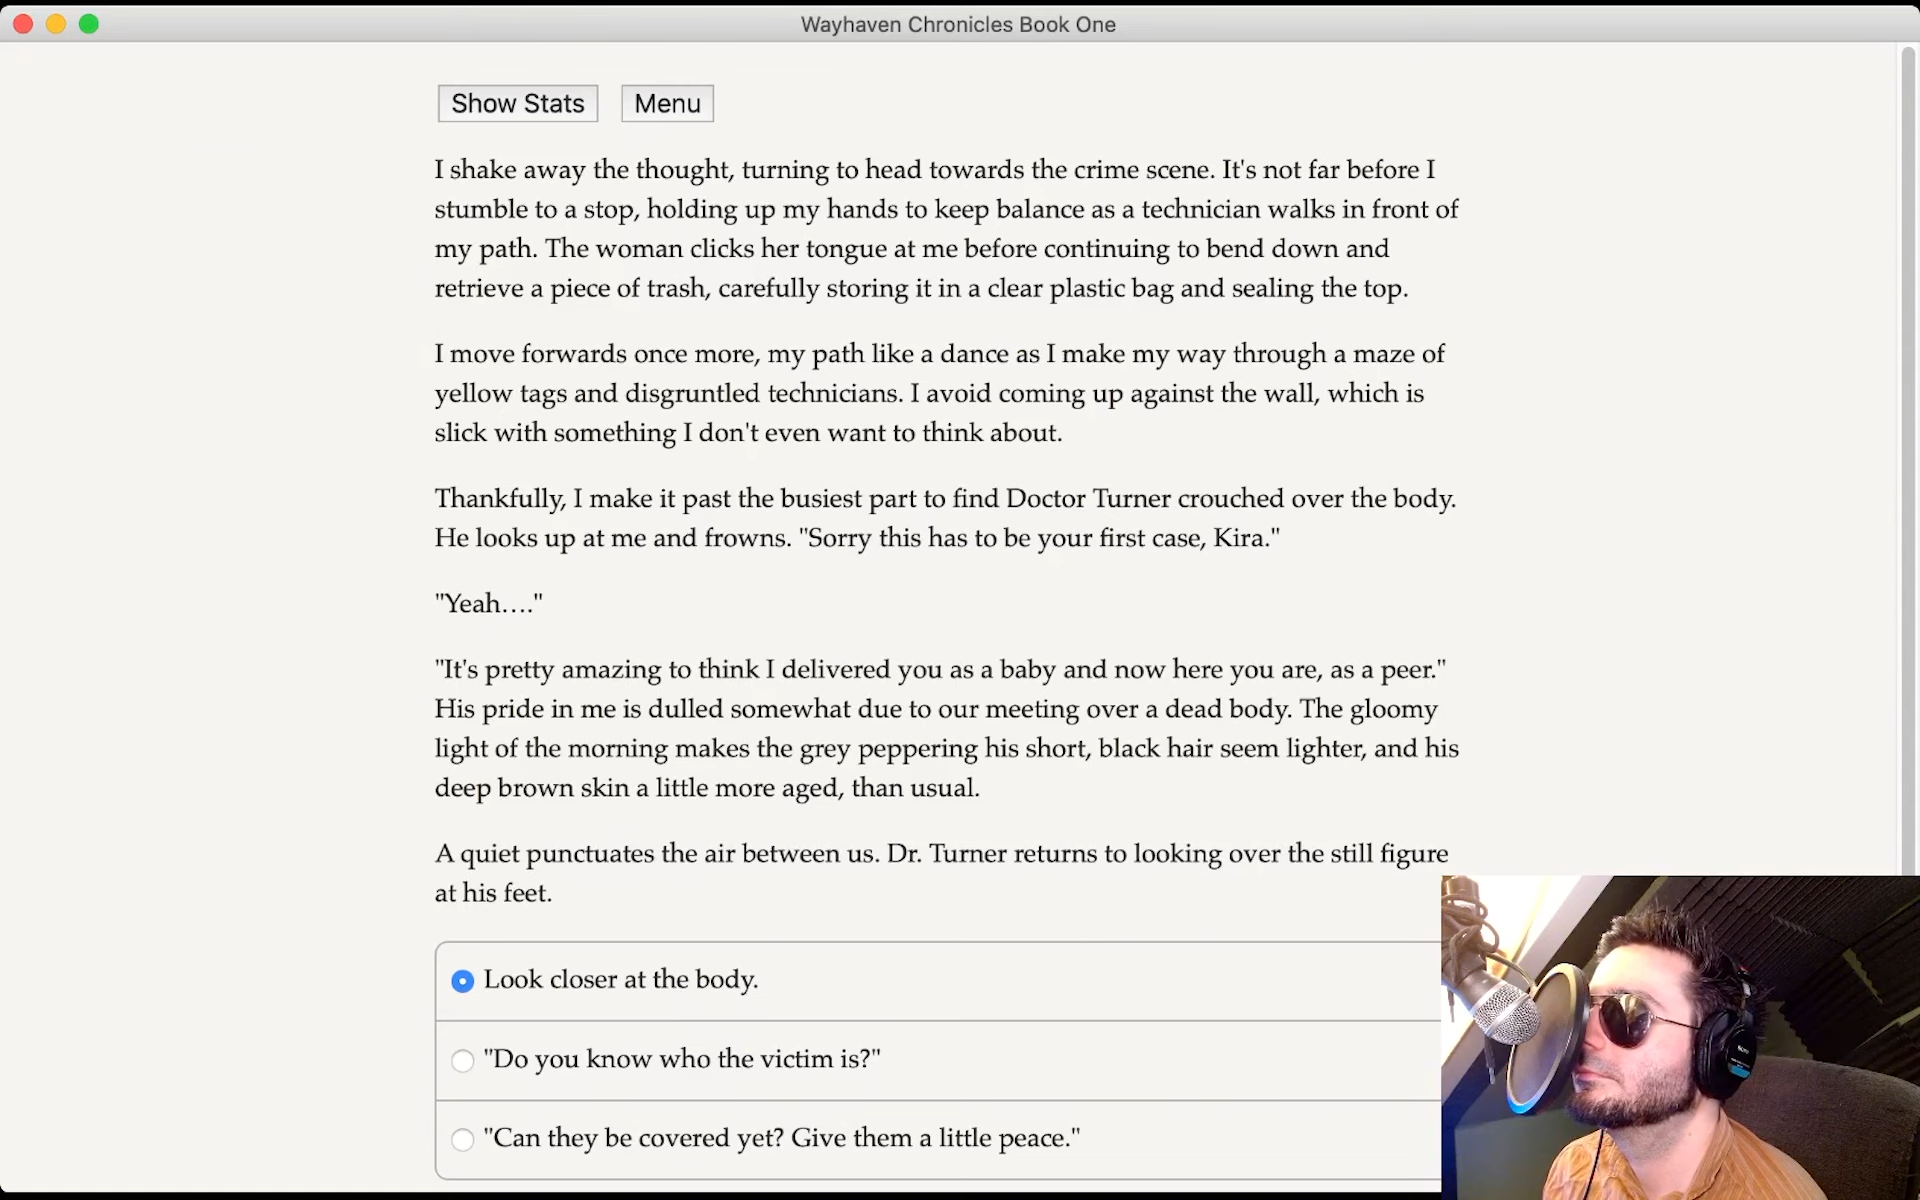 Wayhaven Chronicles Book One
Show Stats Menu
I shake away the thought, turning to head towards the crime scene. It's not far before I
stumble to a stop, holding up my hands to keep balance as a technician walks in front of
my path. The woman clicks her tongue at me before continuing to bend down and
retrieve a piece of trash, carefully storing it in a clear plastic bag and sealing the top.
I move forwards once more, my path like a dance as I make my way through a maze of
yellow tags and disgruntled technicians. I avoid coming up against the wall, which is
slick with something I don't even want to think about.
Thankfully, I make it past the busiest part to find Doctor Turner crouched over the body.
He looks up at me and frowns. "Sorry this has to be your first case, Kira."
"Yeah…."
"It's pretty amazing to think I delivered you as a baby and now here you are, as a peer."
His pride in me is dulled somewhat due to our meeting over a dead body. The gloomy
light of the morning makes the grey peppering his short, black hair seem lighter, and his
deep brown skin a little more aged, than usual.
A quiet punctuates the air between us. Dr. Turner returns to looking over the still figure
at his feet.
Look closer at the body.
"Do you know who the victim is?"
"Can they be covered yet? Give them a little peace."
SONY